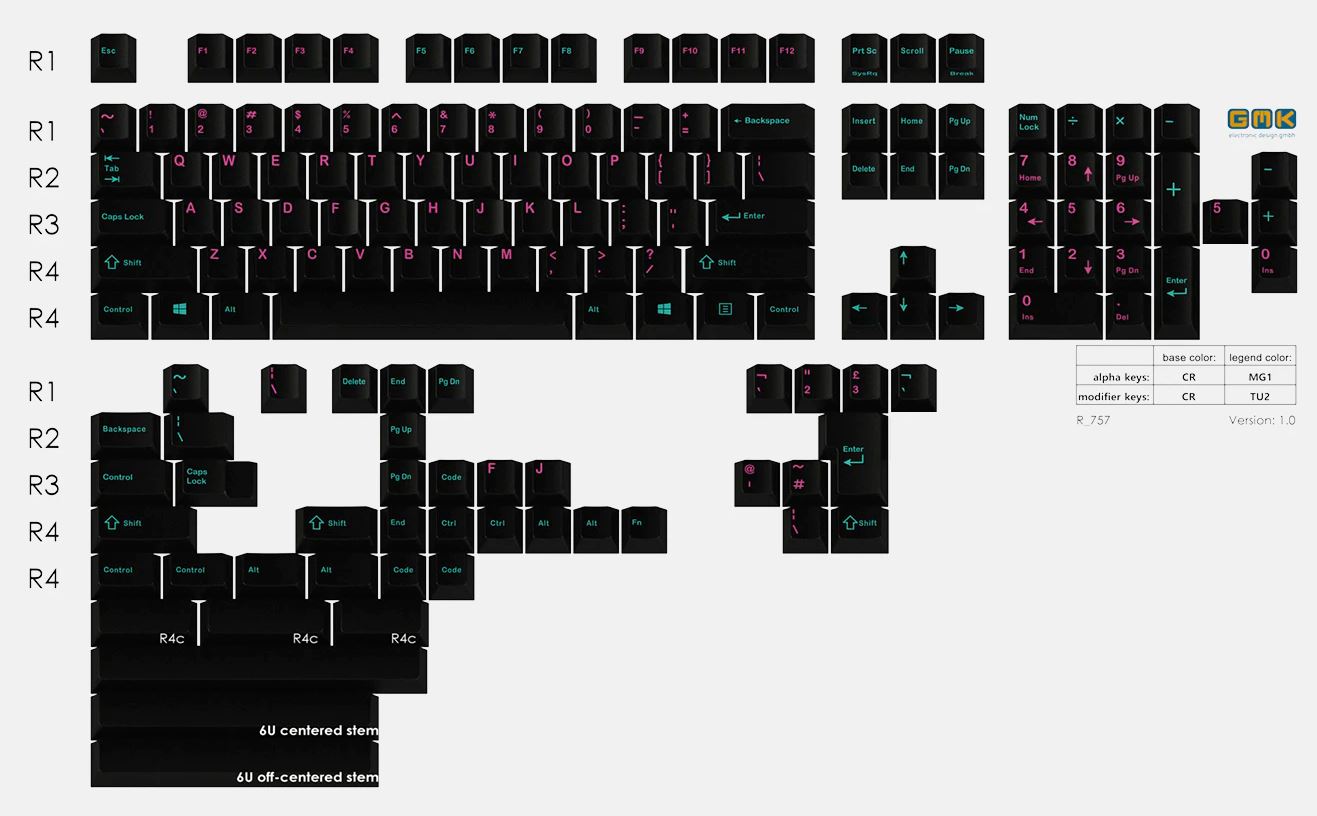 R1 Esc F1 F2 F3 F4 F5 F6 F7 F8 F9 F10 F11 F12 Prt Sc Scroll Pause
SysRq Break
R1 ~ ! @ # $ % ^ & * ( ) — + ← Backspace Insert Home Pg Up Num Lock ÷ × − GMK
` 1 2 3 4 5 6 7 8 9 0 - =
electronic design gmbh
R2 Tab Q W E R T Y U I O P { } ¦ Delete End Pg Dn 7 8 9 + −
[ ] \ Home ↑ Pg Up
R3 Caps Lock A S D F G H J K L : " Enter 4 5 6 5 +
; ' ← →
R4 Shift Z X C V B N M < > ? Shift ↑ 1 2 3 Enter 0
, . / End ↓ Pg Dn Ins
R4 Control Alt Alt Control ← ↓ → 0 .
Ins Del
base color: legend color:
alpha keys: CR MG1
modifier keys: CR TU2
R_757 Version: 1.0
R1 ~ ¦ Delete End Pg Dn ¬ " £ ¬
` \ ` 2 3 `
R2 Backspace ¦ Pg Up Enter
\
R3 Control Caps Lock Pg Dn Code F J @ ~
' #
R4 Shift Shift End Ctrl Ctrl Alt Alt Fn ¦ Shift
\
R4 Control Control Alt Alt Code Code
R4c R4c R4c
6U centered stem
6U off-centered stem